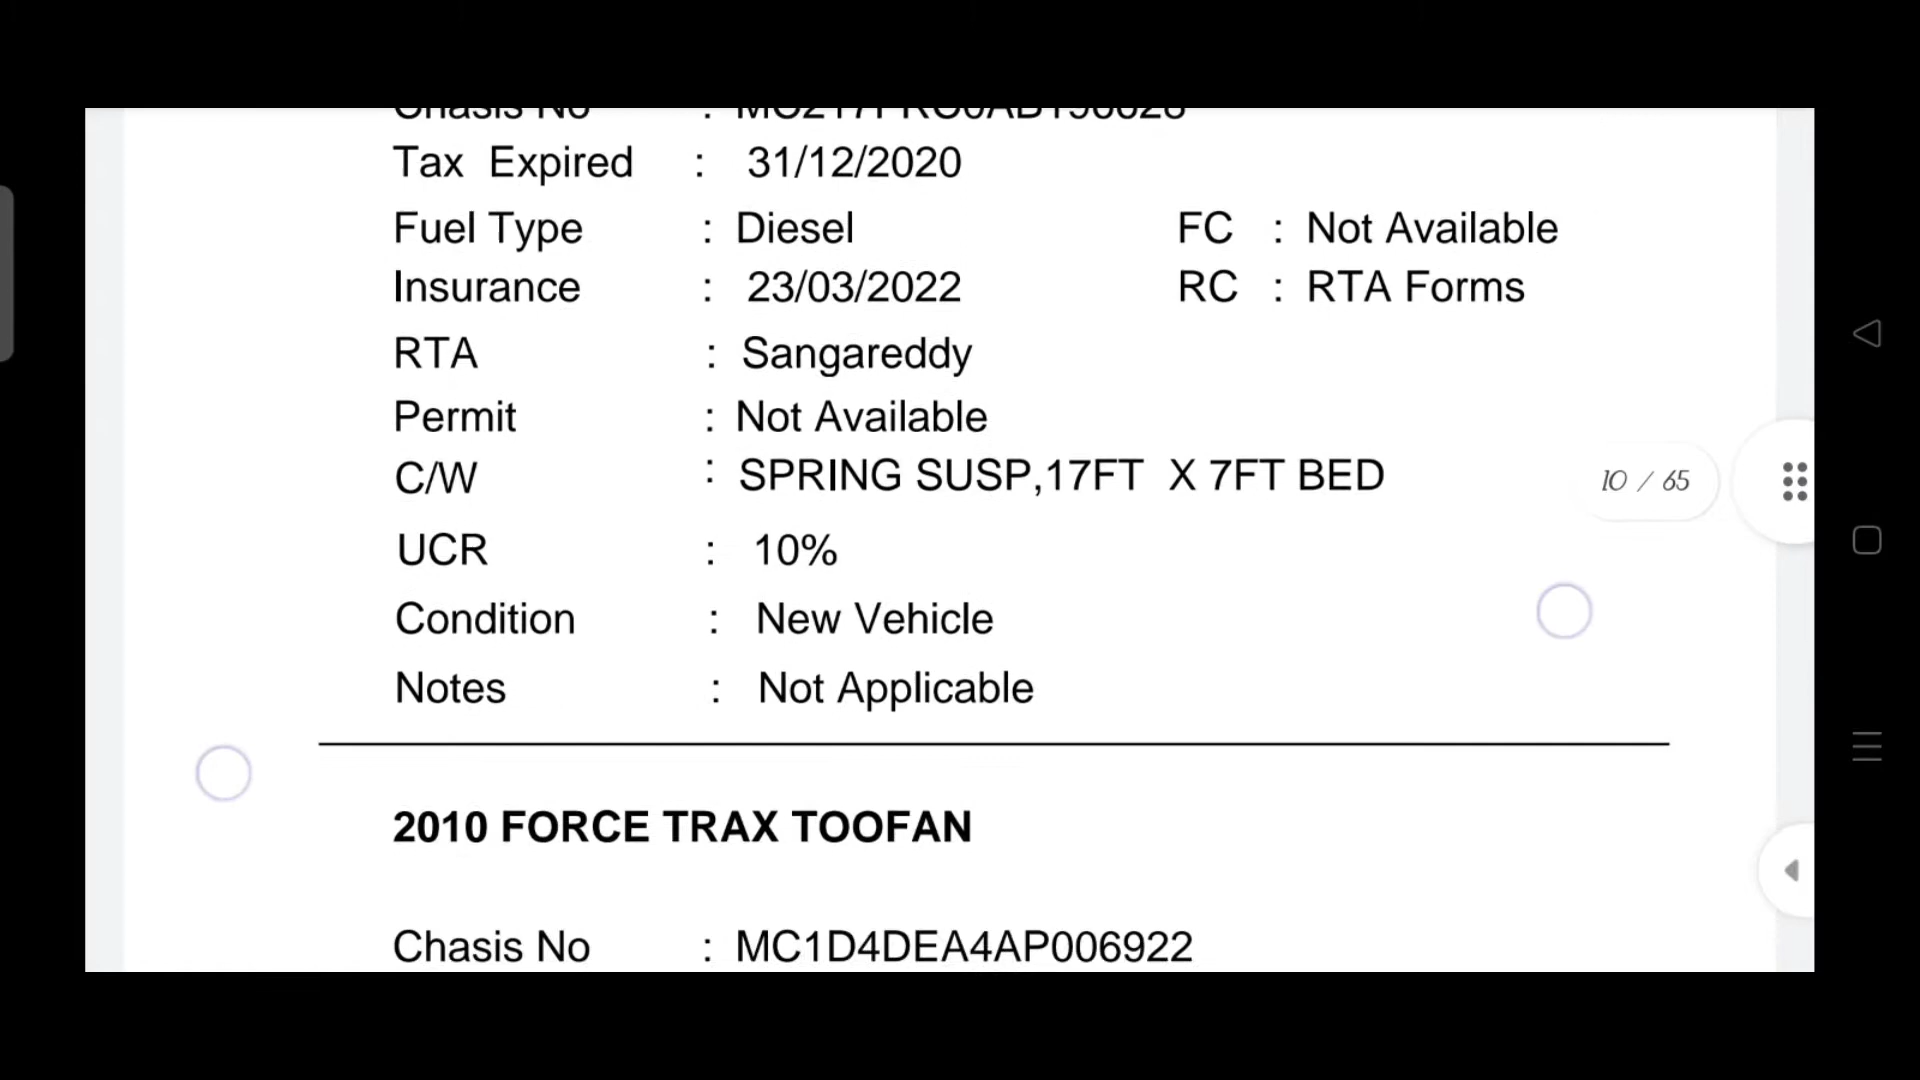 Chasis No :
Tax Expired : 31/12/2020
Fuel Type : Diesel FC : Not Available
Insurance : 23/03/2022 RC : RTA Forms
RTA : Sangareddy
Permit : Not Available
C/W : SPRING SUSP,17FT X 7FT BED
10 / 65
UCR : 10%
Condition : New Vehicle
Notes : Not Applicable
2010 FORCE TRAX TOOFAN
Chasis No : MC1D4DEA4AP006922